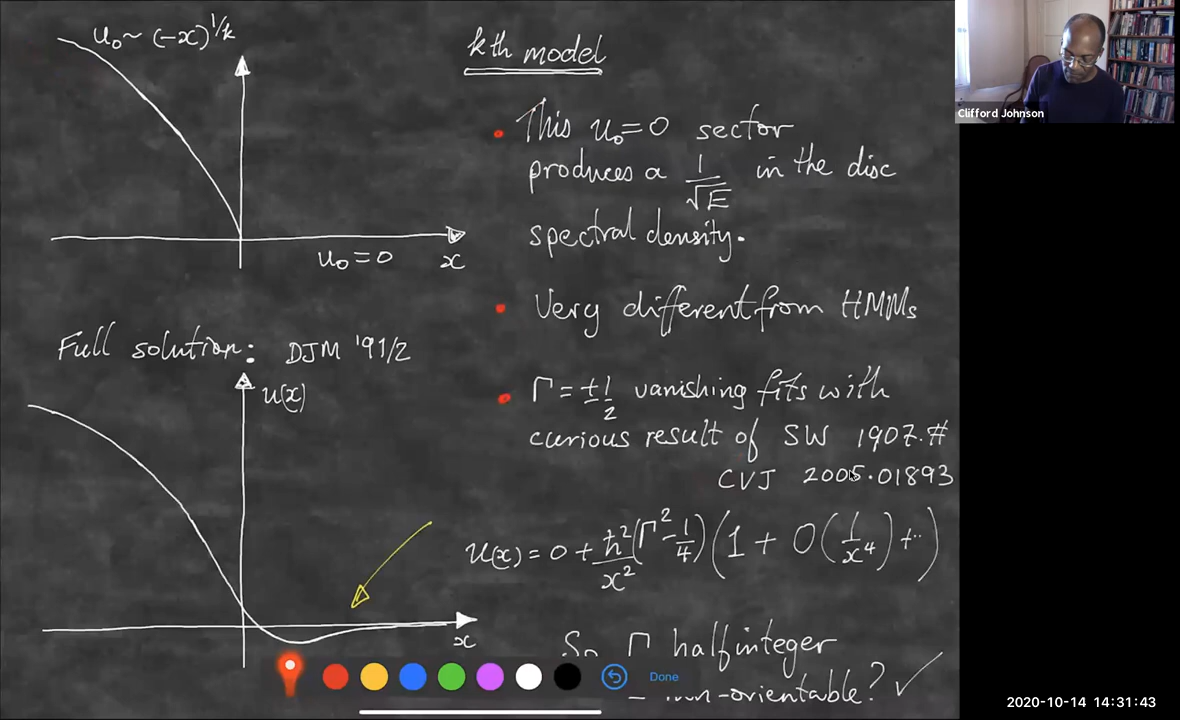 u₀ ~ (-x)^{1/k}
u₀ = 0
x
Full solution: DJM '91/2
u(x)
x
kth model
• This u₀=0 sector
produces a 1/√E in the disc
spectral density.
• Very different from HMMs
• Γ = ±1/2 vanishing fits with
curious result of SW 1907.#
CVJ 2005.01893
u(x) = 0 + ħ²/x² (Γ² - 1/4)(1 + O(1/x⁴) + ··)
So Γ half integer
non-orientable? ✓
Done
Clifford Johnson
2020-10-14 14:31:43